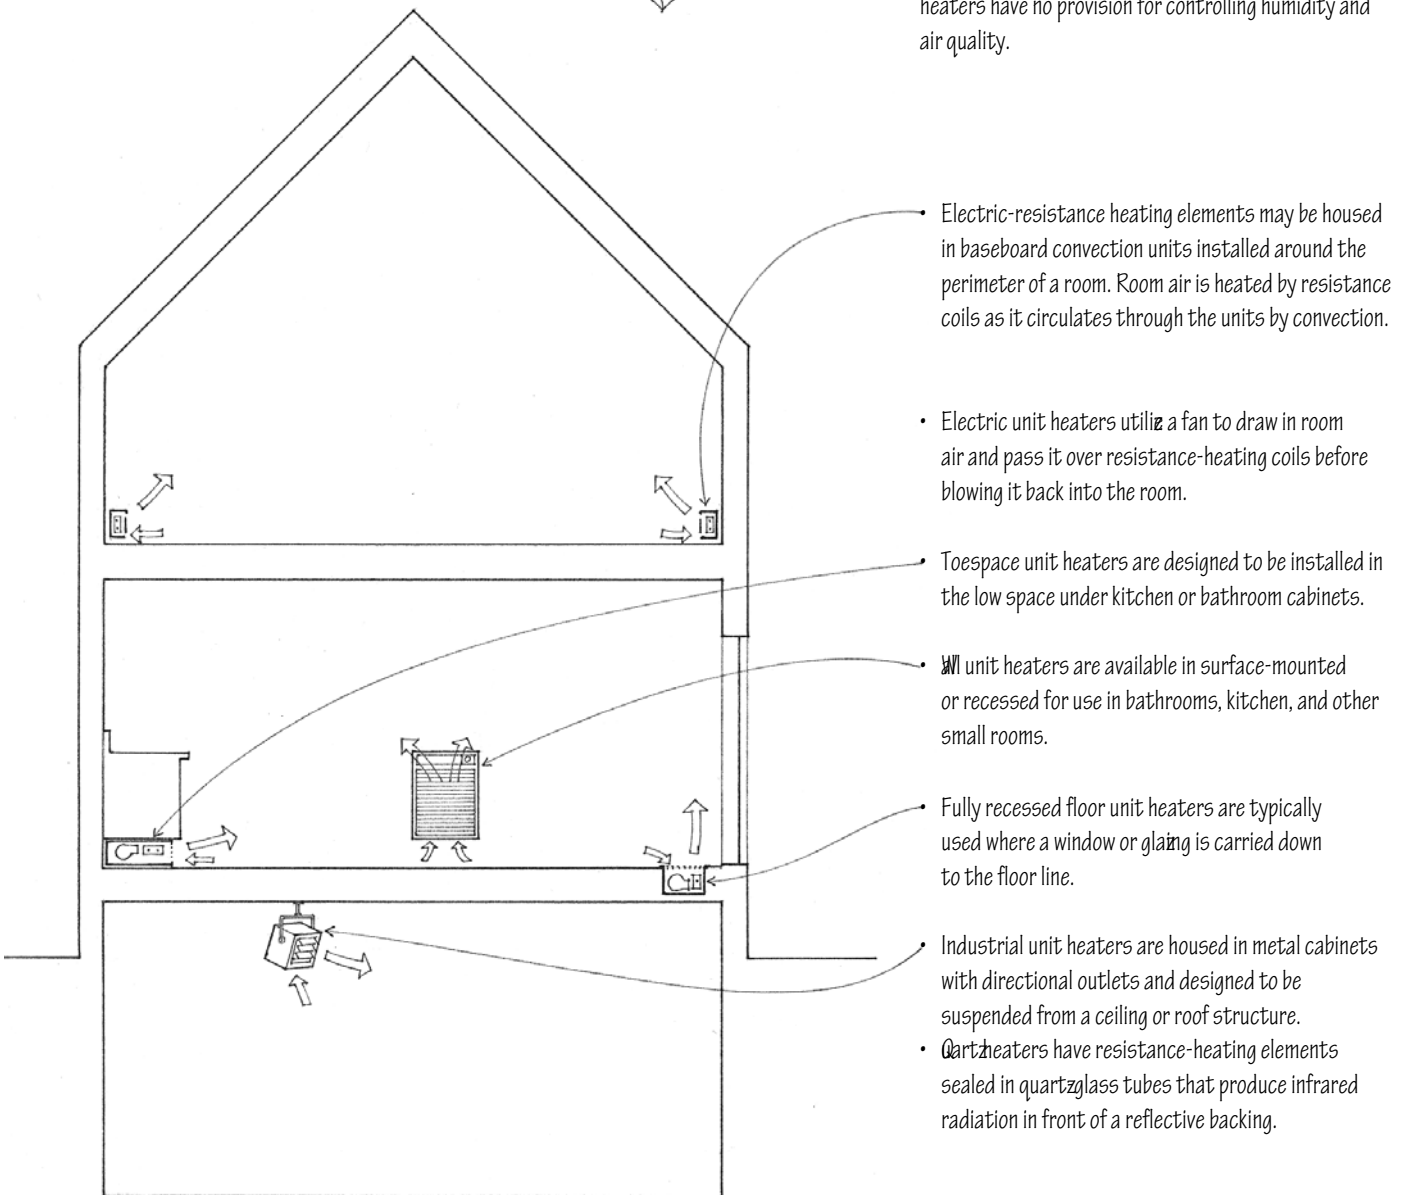 heaters have no provision for controlling humidity and
air quality.
• Electric-resistance heating elements may be housed
in baseboard convection units installed around the
perimeter of a room. Room air is heated by resistance
coils as it circulates through the units by convection.
• Electric unit heaters utilize a fan to draw in room
air and pass it over resistance-heating coils before
blowing it back into the room.
• Toespace unit heaters are designed to be installed in
the low space under kitchen or bathroom cabinets.
• Wall unit heaters are available in surface-mounted
or recessed for use in bathrooms, kitchen, and other
small rooms.
• Fully recessed floor unit heaters are typically
used where a window or glazing is carried down
to the floor line.
• Industrial unit heaters are housed in metal cabinets
with directional outlets and designed to be
suspended from a ceiling or roof structure.
• Quartz heaters have resistance-heating elements
sealed in quartz glass tubes that produce infrared
radiation in front of a reflective backing.